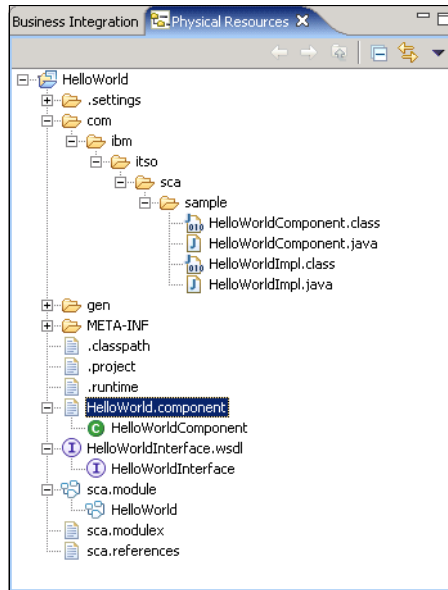 Business Integration Physical Resources
HelloWorld
.settings
com
ibm
itso
sca
sample
HelloWorldComponent.class
HelloWorldComponent.java
HelloWorldImpl.class
HelloWorldImpl.java
gen
META-INF
.classpath
.project
.runtime
HelloWorld.component
HelloWorldComponent
HelloWorldInterface.wsdl
HelloWorldInterface
sca.module
HelloWorld
sca.modulex
sca.references